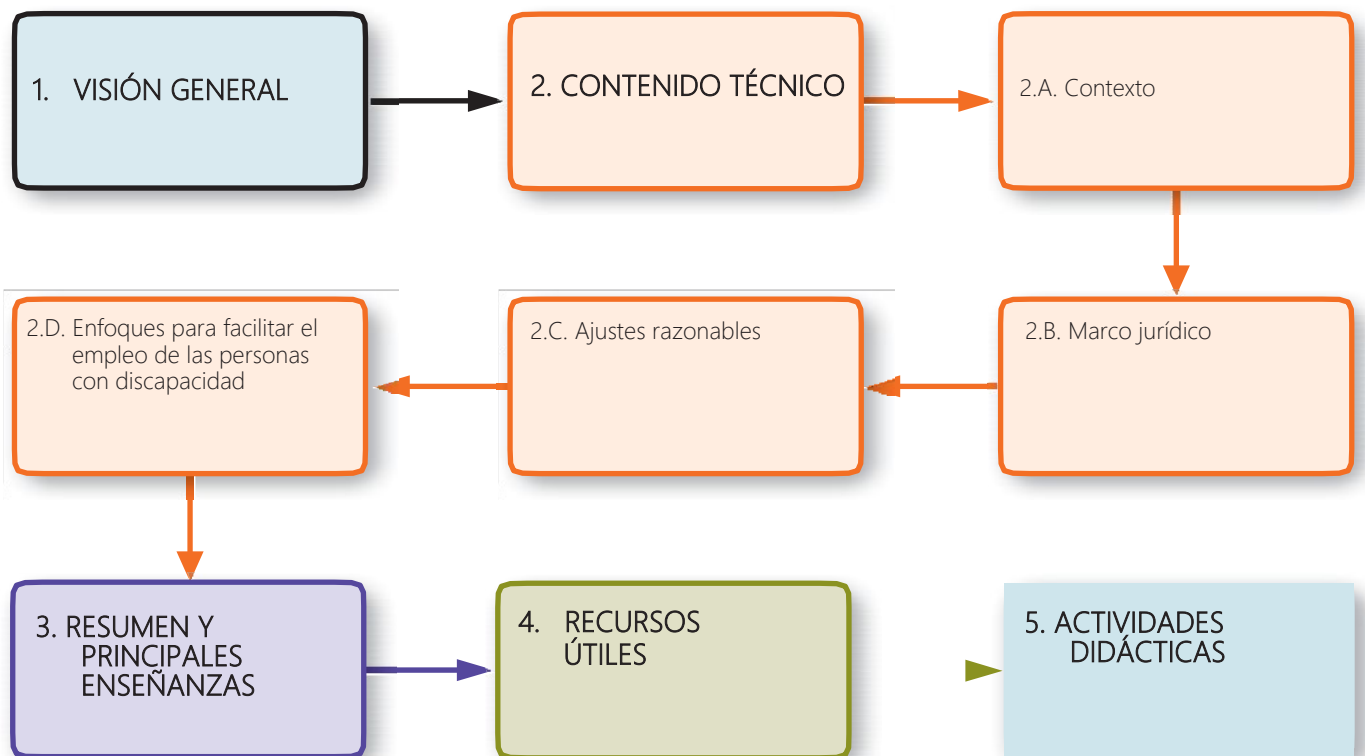 1. VISIÓN GENERAL
2. CONTENIDO TÉCNICO
2.A. Contexto
2.B. Marco jurídico
2.C. Ajustes razonables
2.D. Enfoques para facilitar el
empleo de las personas
con discapacidad
3. RESUMEN Y
PRINCIPALES
ENSEÑANZAS
4. RECURSOS
ÚTILES
5. ACTIVIDADES
DIDÁCTICAS